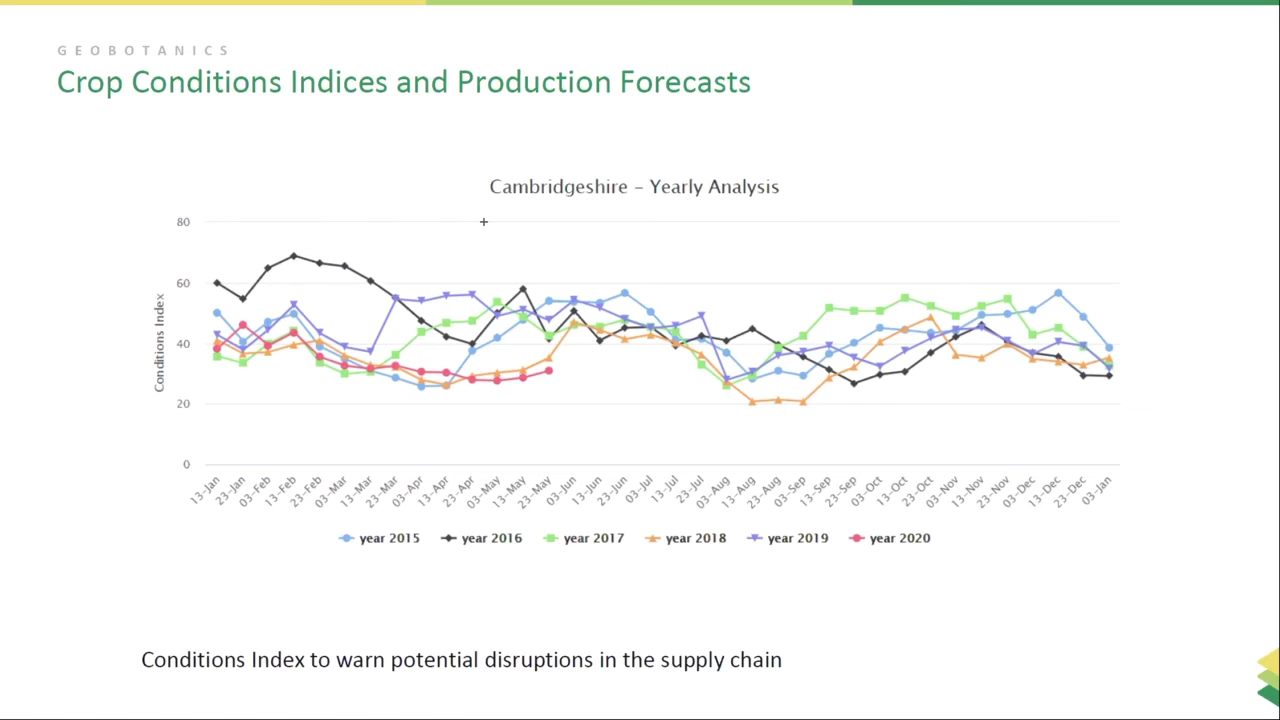 GEOBOTANICS
Crop Conditions Indices and Production Forecasts
Cambridgeshire – Yearly Analysis
Conditions Index
80
60
40
20
0
13-Jan
23-Jan
03-Feb
13-Feb
23-Feb
03-Mar
13-Mar
23-Mar
03-Apr
13-Apr
23-Apr
03-May
13-May
23-May
03-Jun
13-Jun
23-Jun
03-Jul
13-Jul
23-Jul
03-Aug
13-Aug
23-Aug
03-Sep
13-Sep
23-Sep
03-Oct
13-Oct
23-Oct
03-Nov
13-Nov
23-Nov
03-Dec
13-Dec
23-Dec
03-Jan
year 2015 year 2016 year 2017 year 2018 year 2019 year 2020
Conditions Index to warn potential disruptions in the supply chain